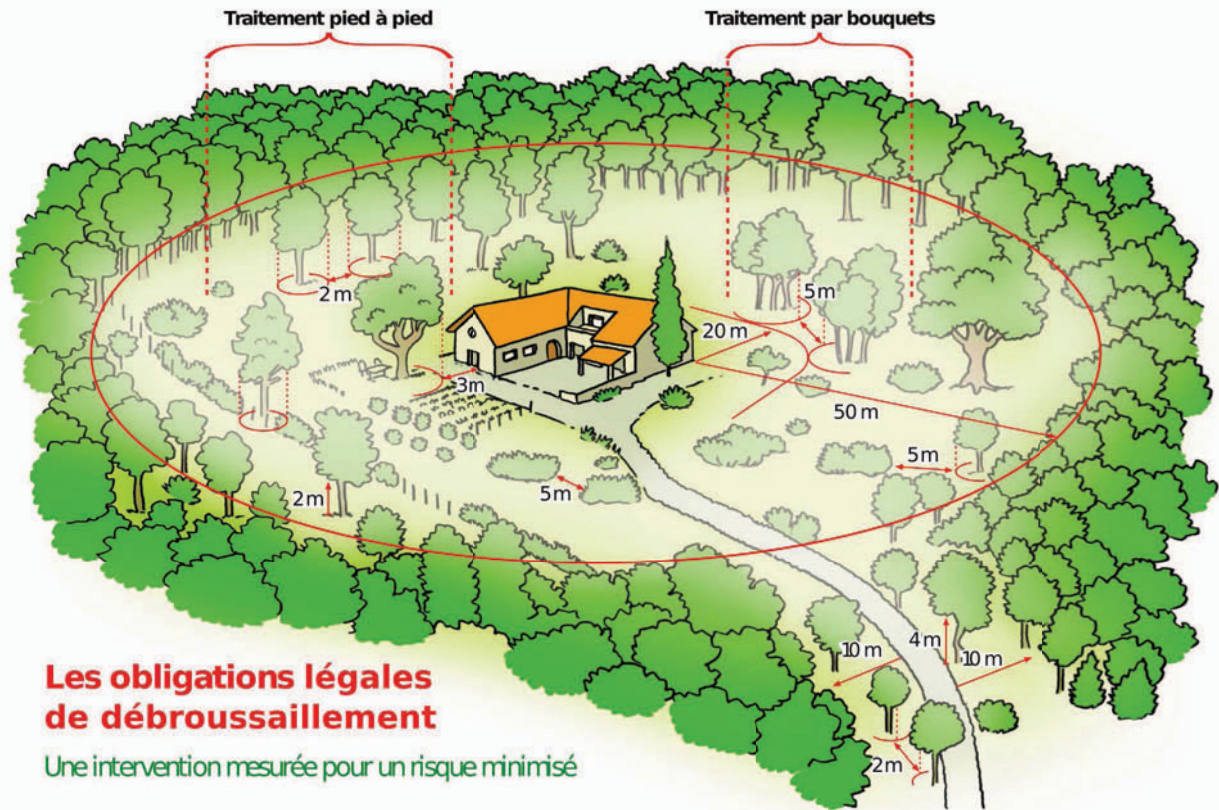 Traitement pied à pied
Traitement par bouquets
2 m
5 m
20 m
3m
50 m
5 m
2 m
5 m
4 m
10 m
10 m
2 m
Les obligations légales
de débroussaillement
Une intervention mesurée pour un risque minimisé